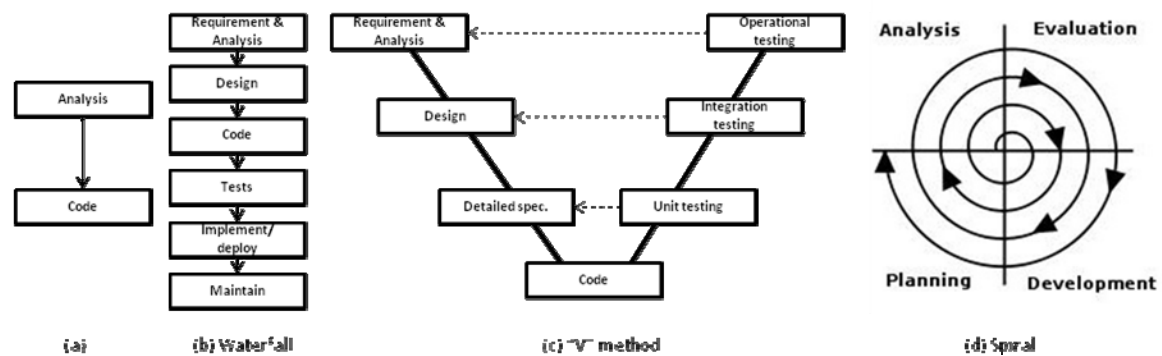 Analysis
Code
(a)
Requirement &
Analysis
Design
Code
Tests
Implement/
deploy
Maintain
(b) Waterfall
Requirement &
Analysis
Operational
testing
Design
Integration
testing
Detailed spec.
Unit testing
Code
(c) "V" method
Analysis
Evaluation
Planning
Development
(d) Spiral